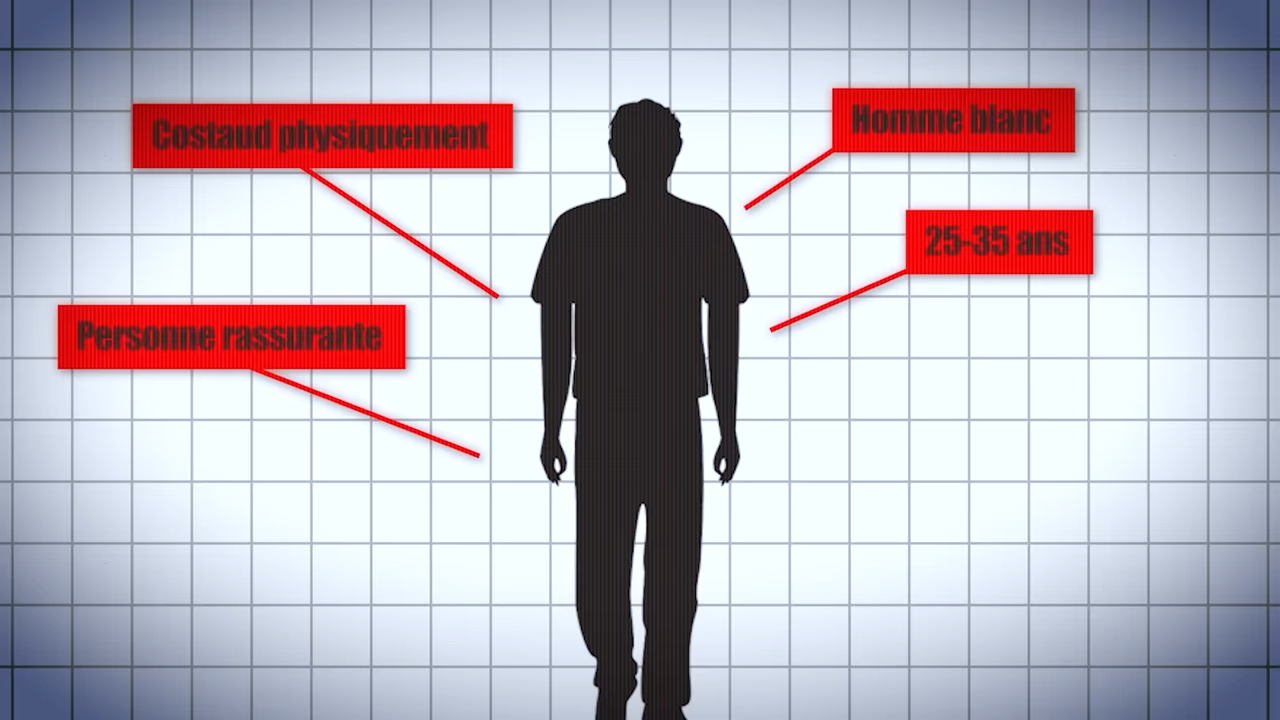 Costaud physiquement
Homme blanc
25-35 ans
Personne rassurante